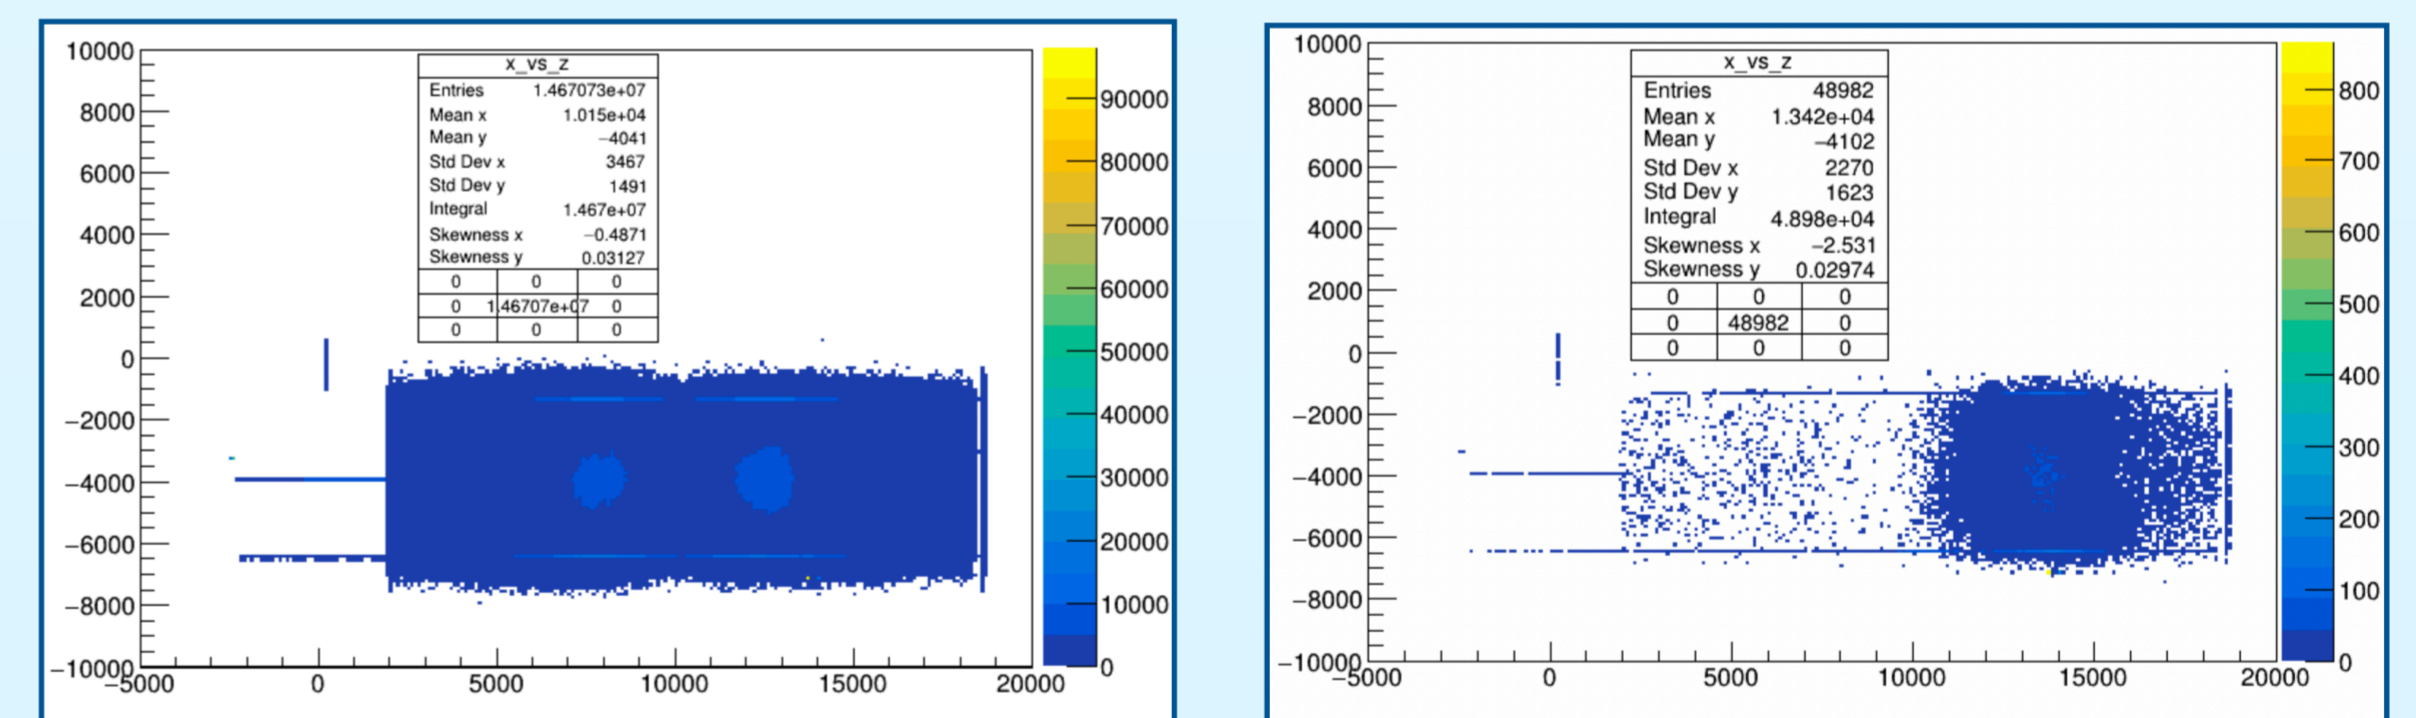 10000
8000
6000
4000
2000
0
−2000
−4000
−6000
−8000
−10000
−5000 0 5000 10000 15000 20000
x_vs_z
Entries 1.467073e+07
Mean x 1.015e+04
Mean y −4041
Std Dev x 3467
Std Dev y 1491
Integral 1.467e+07
Skewness x −0.4871
Skewness y 0.03127
0 0 0
0 1.46707e+07 0
0 0 0
90000
80000
70000
60000
50000
40000
30000
20000
10000
0
10000
8000
6000
4000
2000
0
−2000
−4000
−6000
−8000
−10000
−5000 0 5000 10000 15000 20000
x_vs_z
Entries 48982
Mean x 1.342e+04
Mean y −4102
Std Dev x 2270
Std Dev y 1623
Integral 4.898e+04
Skewness x −2.531
Skewness y 0.02974
0 0 0
0 48982 0
0 0 0
800
700
600
500
400
300
200
100
0